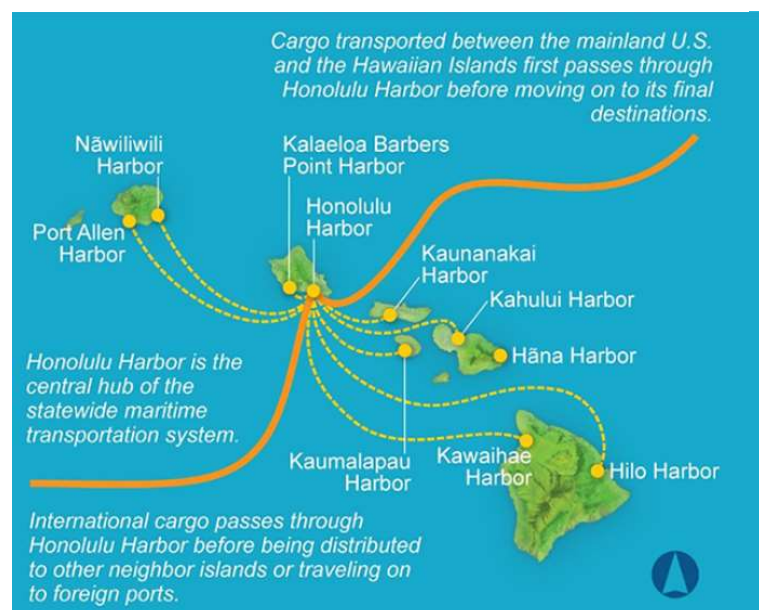 Cargo transported between the mainland U.S.
and the Hawaiian Islands first passes through
Honolulu Harbor before moving on to its final
destinations.
Nāwiliwili
Harbor
Kalaeloa Barbers
Point Harbor
Honolulu
Harbor
Port Allen
Harbor
Kaunanakai
Harbor
Kahului Harbor
Hãna Harbor
Honolulu Harbor is the
central hub of the
statewide maritime
transportation system.
Kaumalapau
Harbor
Kawaihae
Harbor
Hilo Harbor
International cargo passes through
Honolulu Harbor before being distributed
to other neighbor islands or traveling on
to foreign ports.